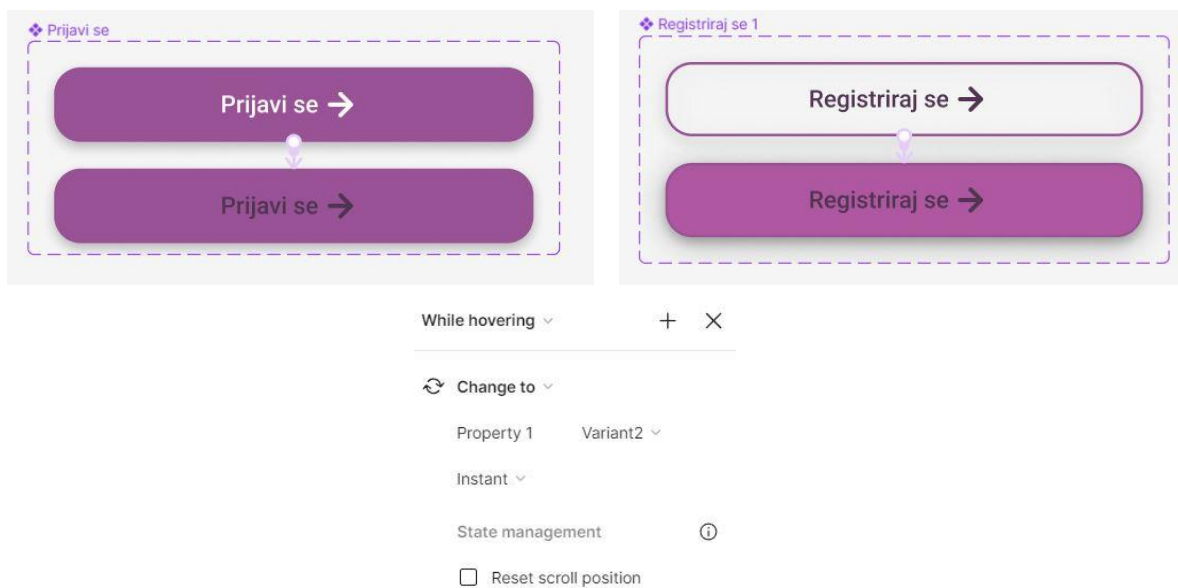 Prijavi se
Prijavi se
Prijavi se
Registriraj se 1
Registriraj se
Registriraj se
While hovering
Change to
Property 1 Variant2
Instant
State management
Reset scroll position